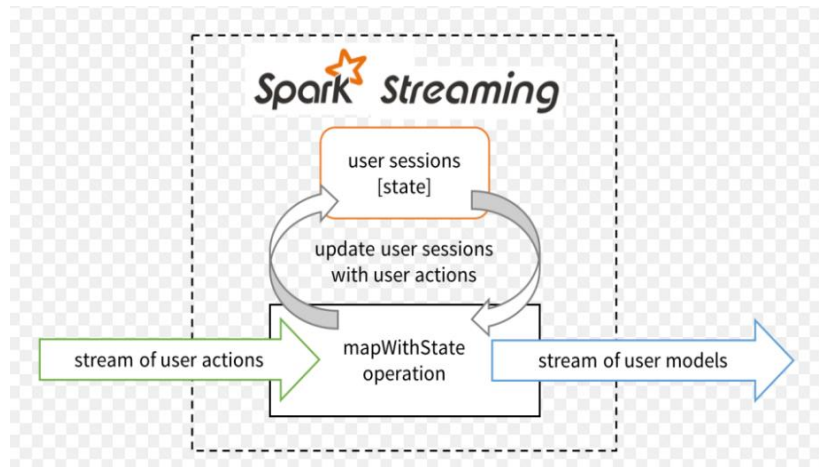 Spark Streaming
user sessions
[state]
update user sessions
with user actions
stream of user actions
mapWithState
operation
stream of user models